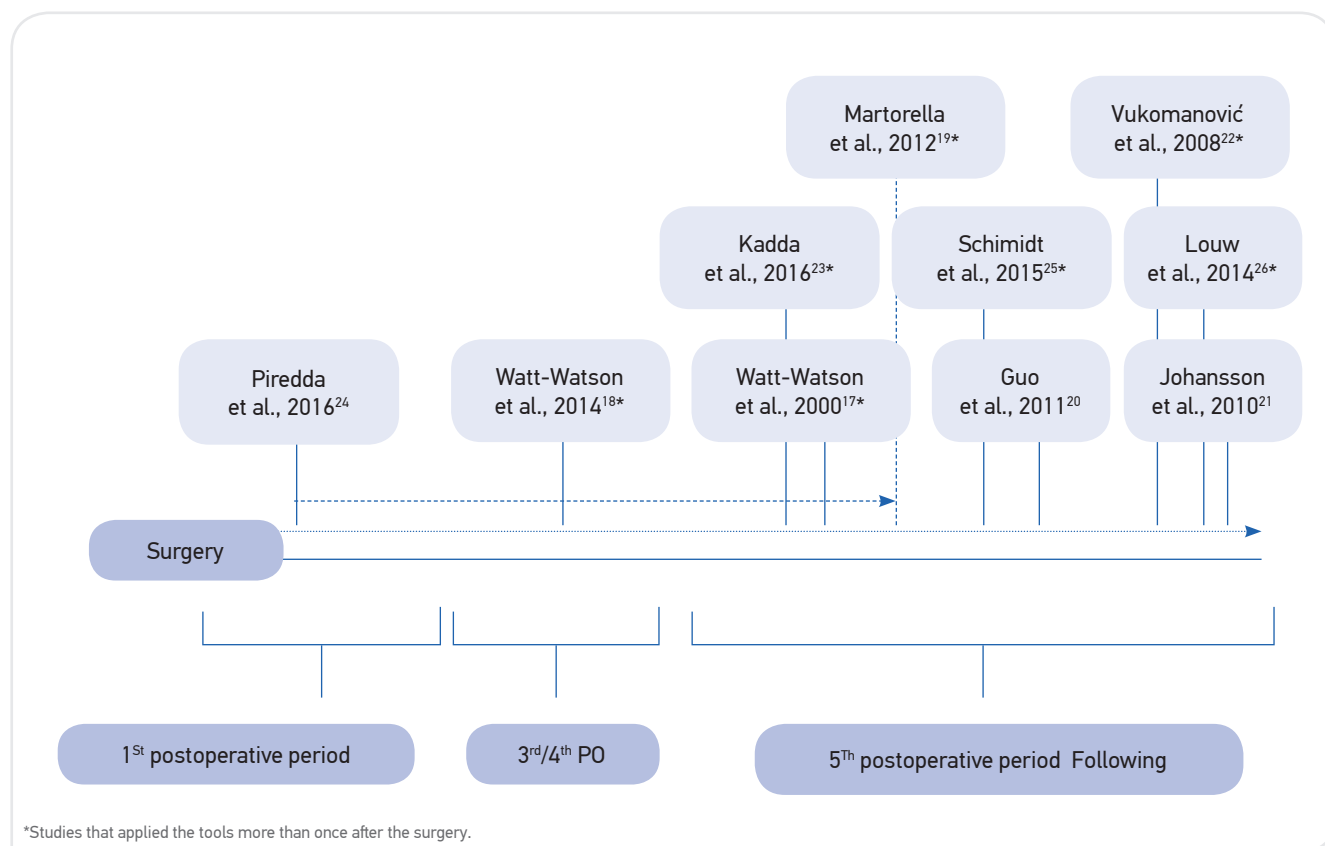 Martorella
et al., 2012¹⁹*
Vukomanović
et al., 2008²²*
Kadda
et al., 2016²³*
Schimidt
et al., 2015²⁵*
Louw
et al., 2014²⁶*
Piredda
et al., 2016²⁴
Watt-Watson
et al., 2014¹⁸*
Watt-Watson
et al., 2000¹⁷*
Guo
et al., 2011²⁰
Johansson
et al., 2010²¹
Surgery
1ˢᵗ postoperative period
3ʳᵈ/4ᵗʰ PO
5ᵀʰ postoperative period Following
*Studies that applied the tools more than once after the surgery.